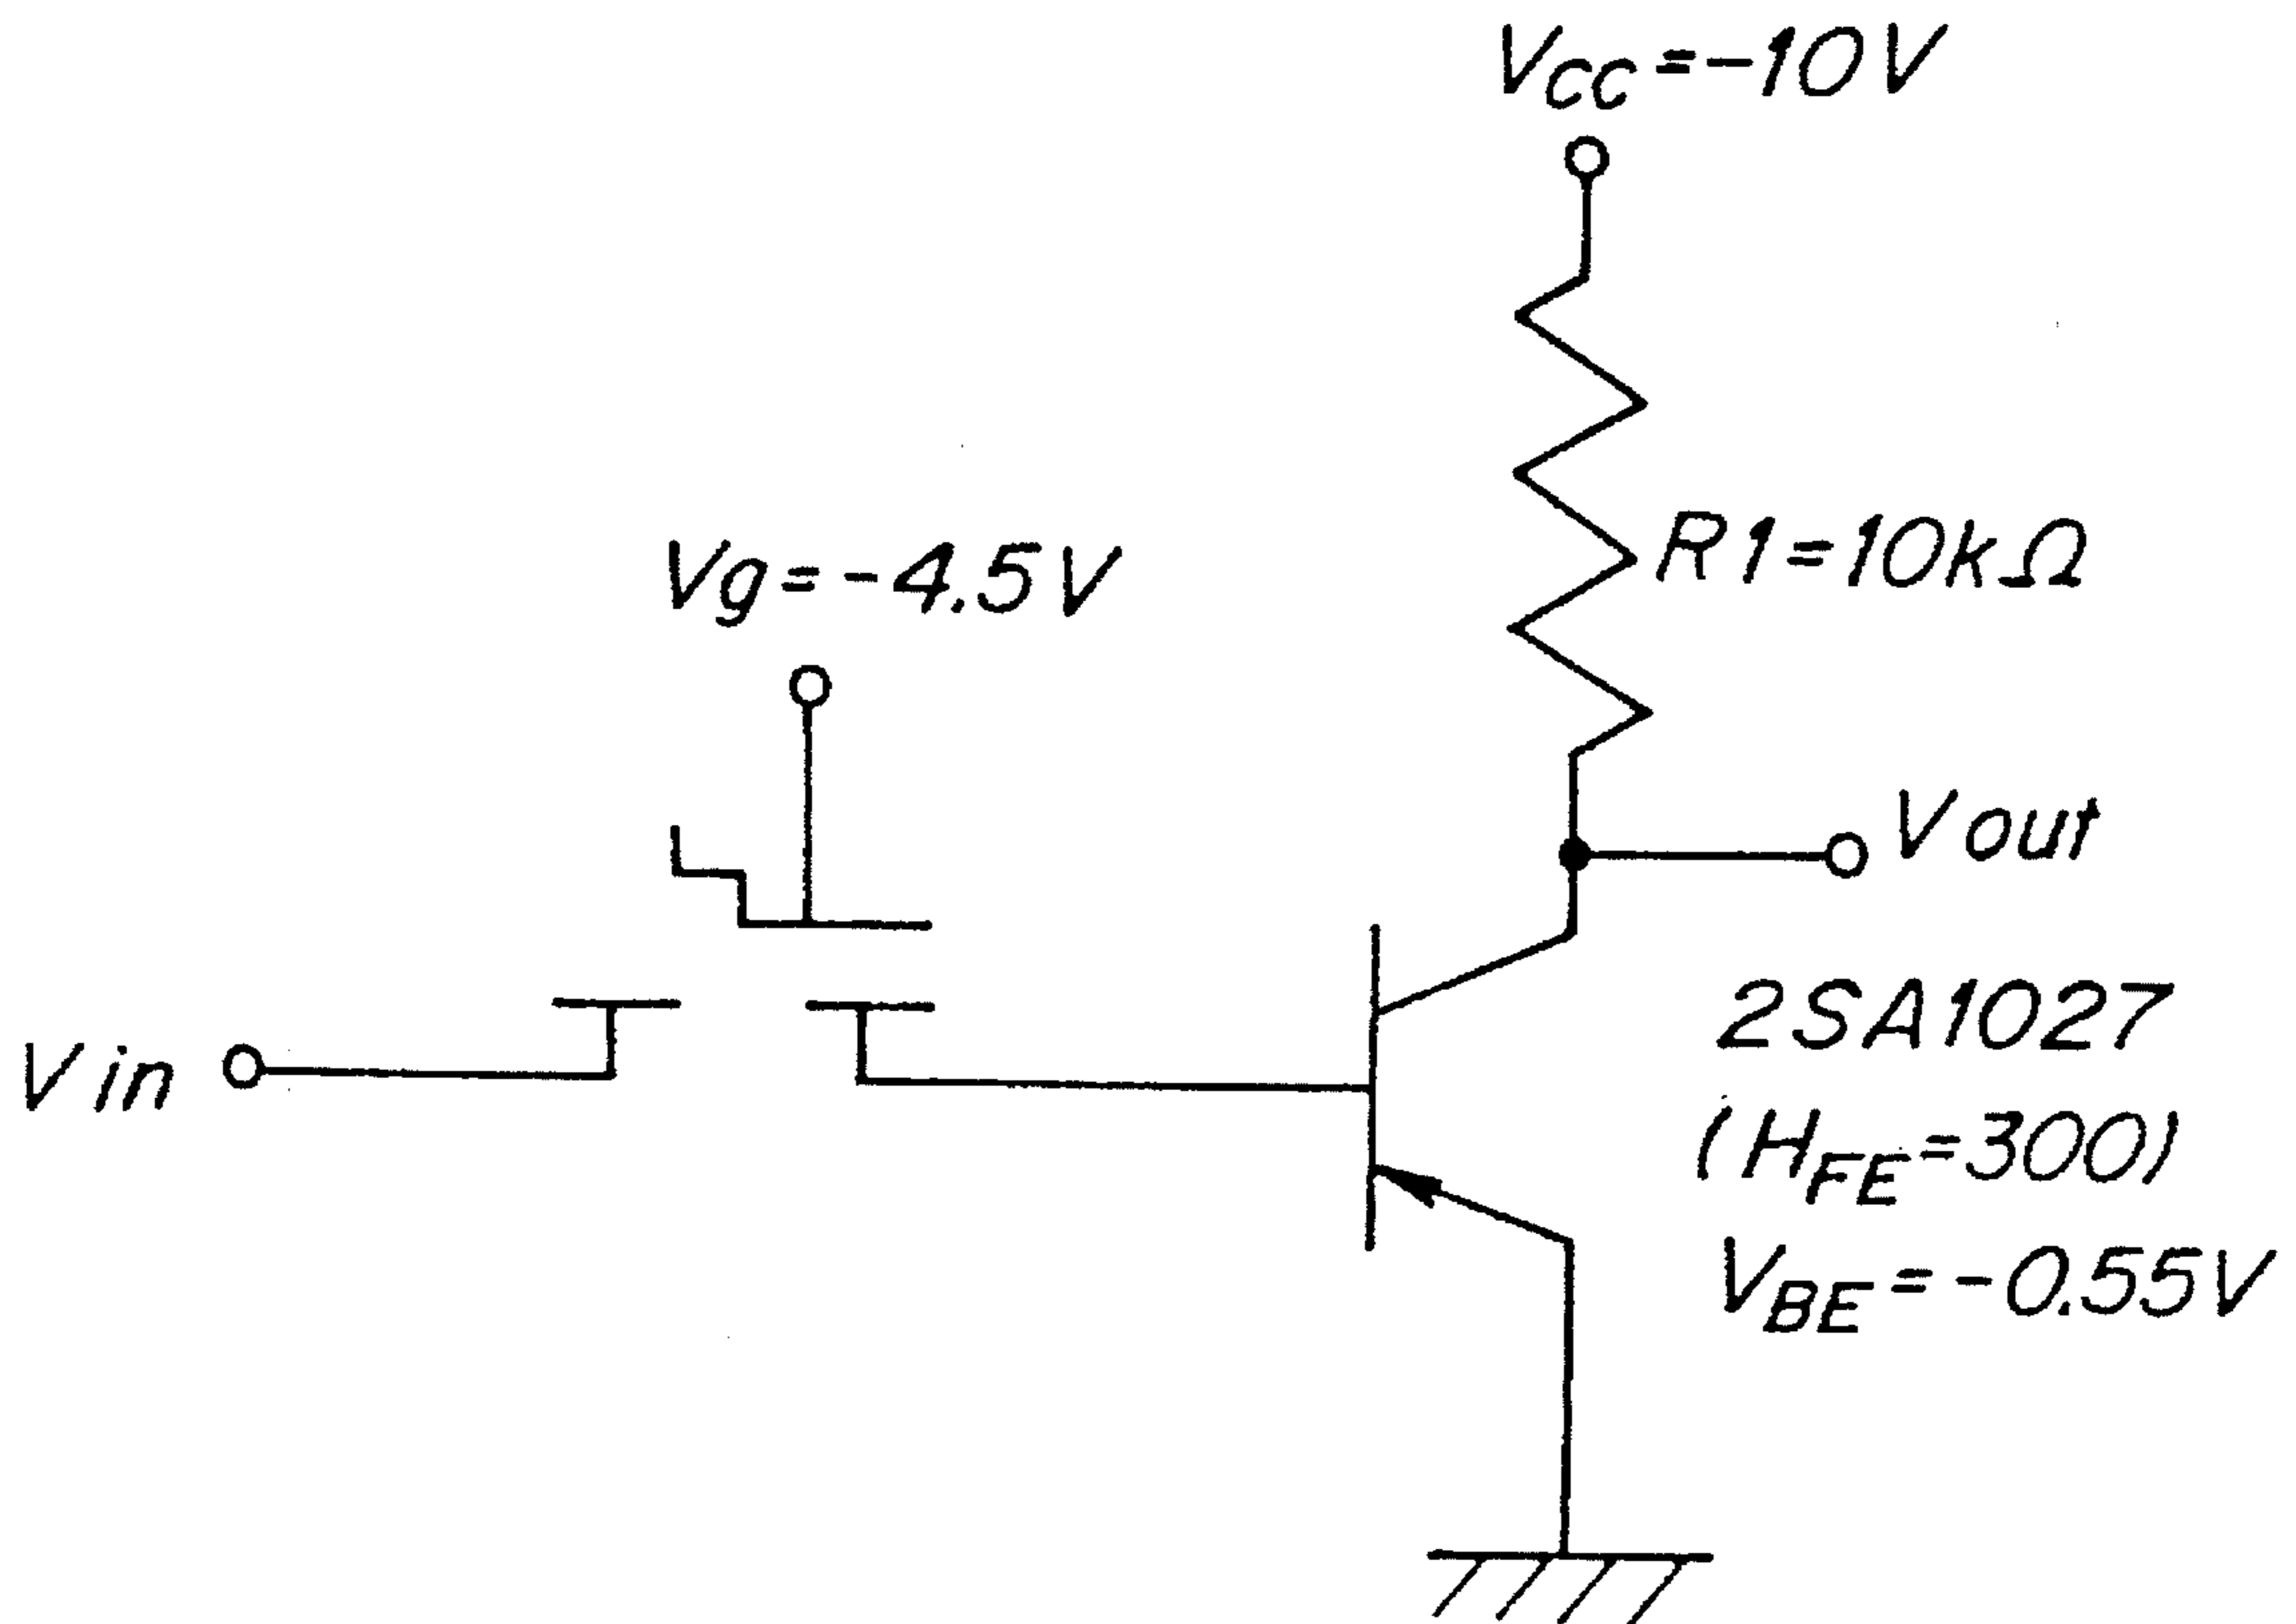 VCC=-10V
Vg=-4.5V
R1=10kΩ
Vout
Vin
2SA1027
(HFE=300)
VBE=-0.55V